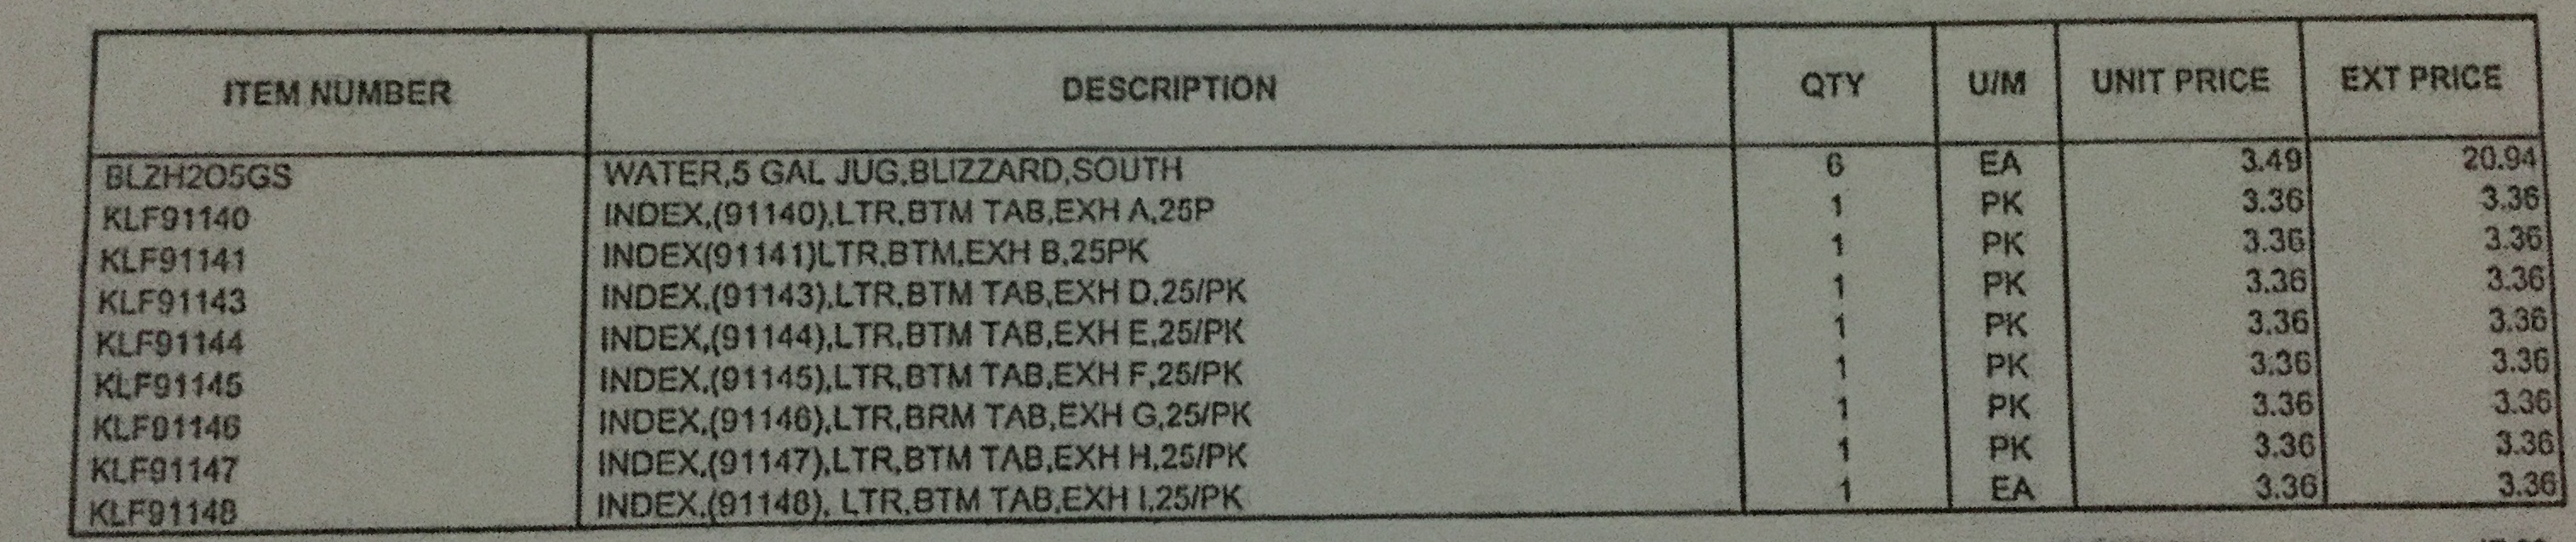 ITEM NUMBER DESCRIPTION QTY U/M UNIT PRICE EXT PRICE
BLZH2O5GS WATER,5 GAL JUG,BLIZZARD,SOUTH 6 EA 3.49 20.94
KLF91140 INDEX,(91140),LTR,BTM TAB,EXH A,25P 1 PK 3.36 3.36
KLF91141 INDEX(91141)LTR,BTM,EXH B,25PK 1 PK 3.36 3.36
KLF91143 INDEX,(91143),LTR,BTM TAB,EXH D,25/PK 1 PK 3.36 3.36
KLF91144 INDEX,(91144),LTR,BTM TAB,EXH E,25/PK 1 PK 3.36 3.36
KLF91145 INDEX,(91145),LTR,BTM TAB,EXH F,25/PK 1 PK 3.36 3.36
KLF91146 INDEX,(91146),LTR,BRM TAB,EXH G,25/PK 1 PK 3.36 3.36
KLF91147 INDEX,(91147),LTR,BTM TAB,EXH H,25/PK 1 PK 3.36 3.36
KLF91148 INDEX,(91148), LTR,BTM TAB,EXH I,25/PK 1 EA 3.36 3.36